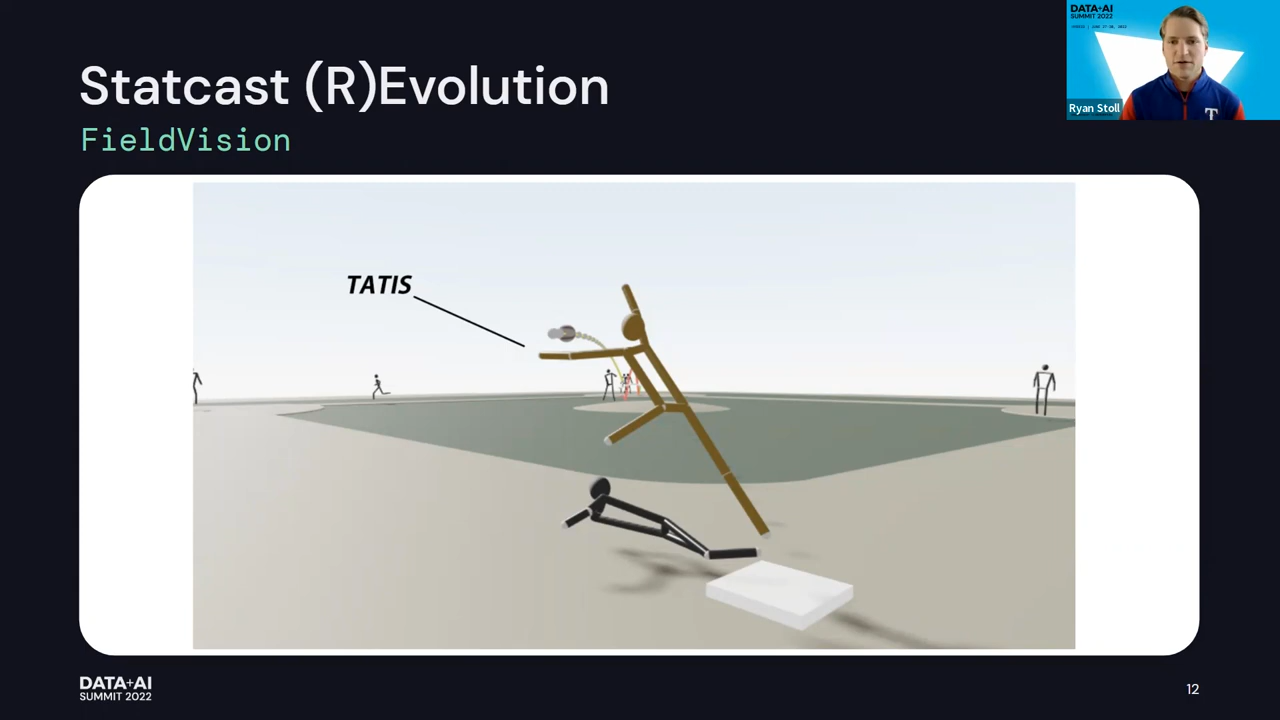 Statcast (R)Evolution
FieldVision
DATA+AI
SUMMIT 2022
Ryan Stoll
T
TATIS
DATA+AI
SUMMIT 2022
12